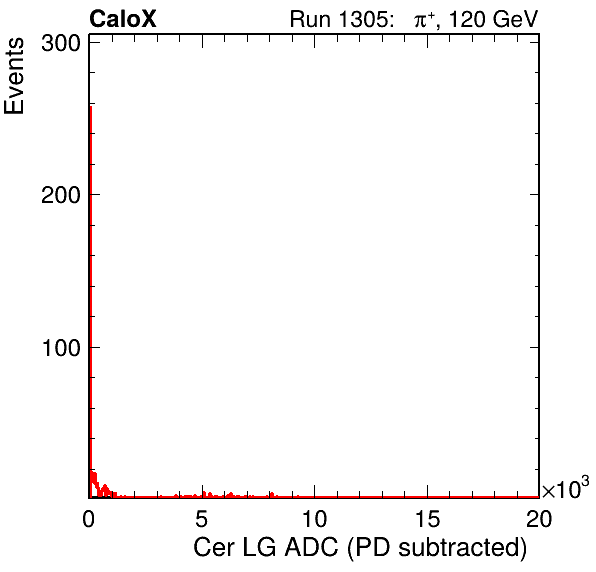 CaloX Run 1305: π⁺, 120 GeV
Events
300
200
100
0 5 10 15 20
×10³
Cer LG ADC (PD subtracted)